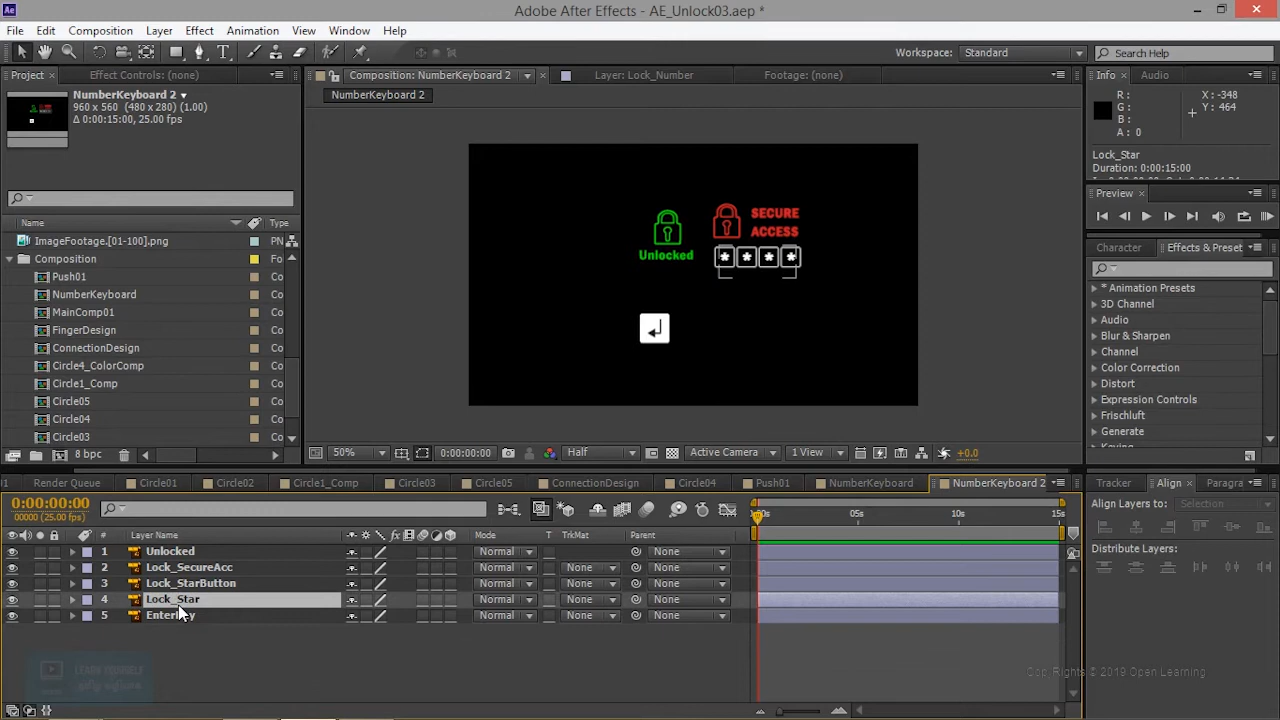 Adobe After Effects - AE_Unlock03.aep *
File Edit Composition Layer Effect Animation View Window Help
Workspace: Standard Search Help
Project Effect Controls: (none)
Composition: NumberKeyboard 2 Layer: Lock_Number Footage: (none)
Info Audio
NumberKeyboard 2
960 x 560 (480 x 280) (1.00)
Δ 0:00:15:00, 25.00 fps
NumberKeyboard 2
R :
G :
B :
A : 0
X : -348
Y : 464
Lock_Star
Duration: 0:00:15:00
Preview
Name Type
ImageFootage.[01-100].png PN
Composition Fo
Push01 Co
NumberKeyboard Co
MainComp01 Co
FingerDesign Co
ConnectionDesign Co
Circle4_ColorComp Co
Circle1_Comp Co
Circle05 Co
Circle04 Co
Circle03 Co
8 bpc
Unlocked
SECURE
ACCESS
* * * *
50% 0:00:00:00 Half Active Camera 1 View +0.0
Character Effects & Preset
* Animation Presets
3D Channel
Audio
Blur & Sharpen
Channel
Color Correction
Distort
Expression Controls
Frischluft
Generate
Render Queue Circle01 Circle02 Circle1_Comp Circle03 Circle05 ConnectionDesign Circle04 Push01 NumberKeyboard NumberKeyboard 2
Tracker Align Paragra
0:00:00:00
00000 (25.00 fps)
05s 10s 15s
Align Layers to: Selection
Distribute Layers:
# Layer Name Mode T TrkMat Parent
1 Unlocked Normal None
2 Lock_SecureAcc Normal None None
3 Lock_StarButton Normal None None
4 Lock_Star Normal None None
5 Normal None None
LEARN YOURSELF
Cop Rights © 2019 Open Learning